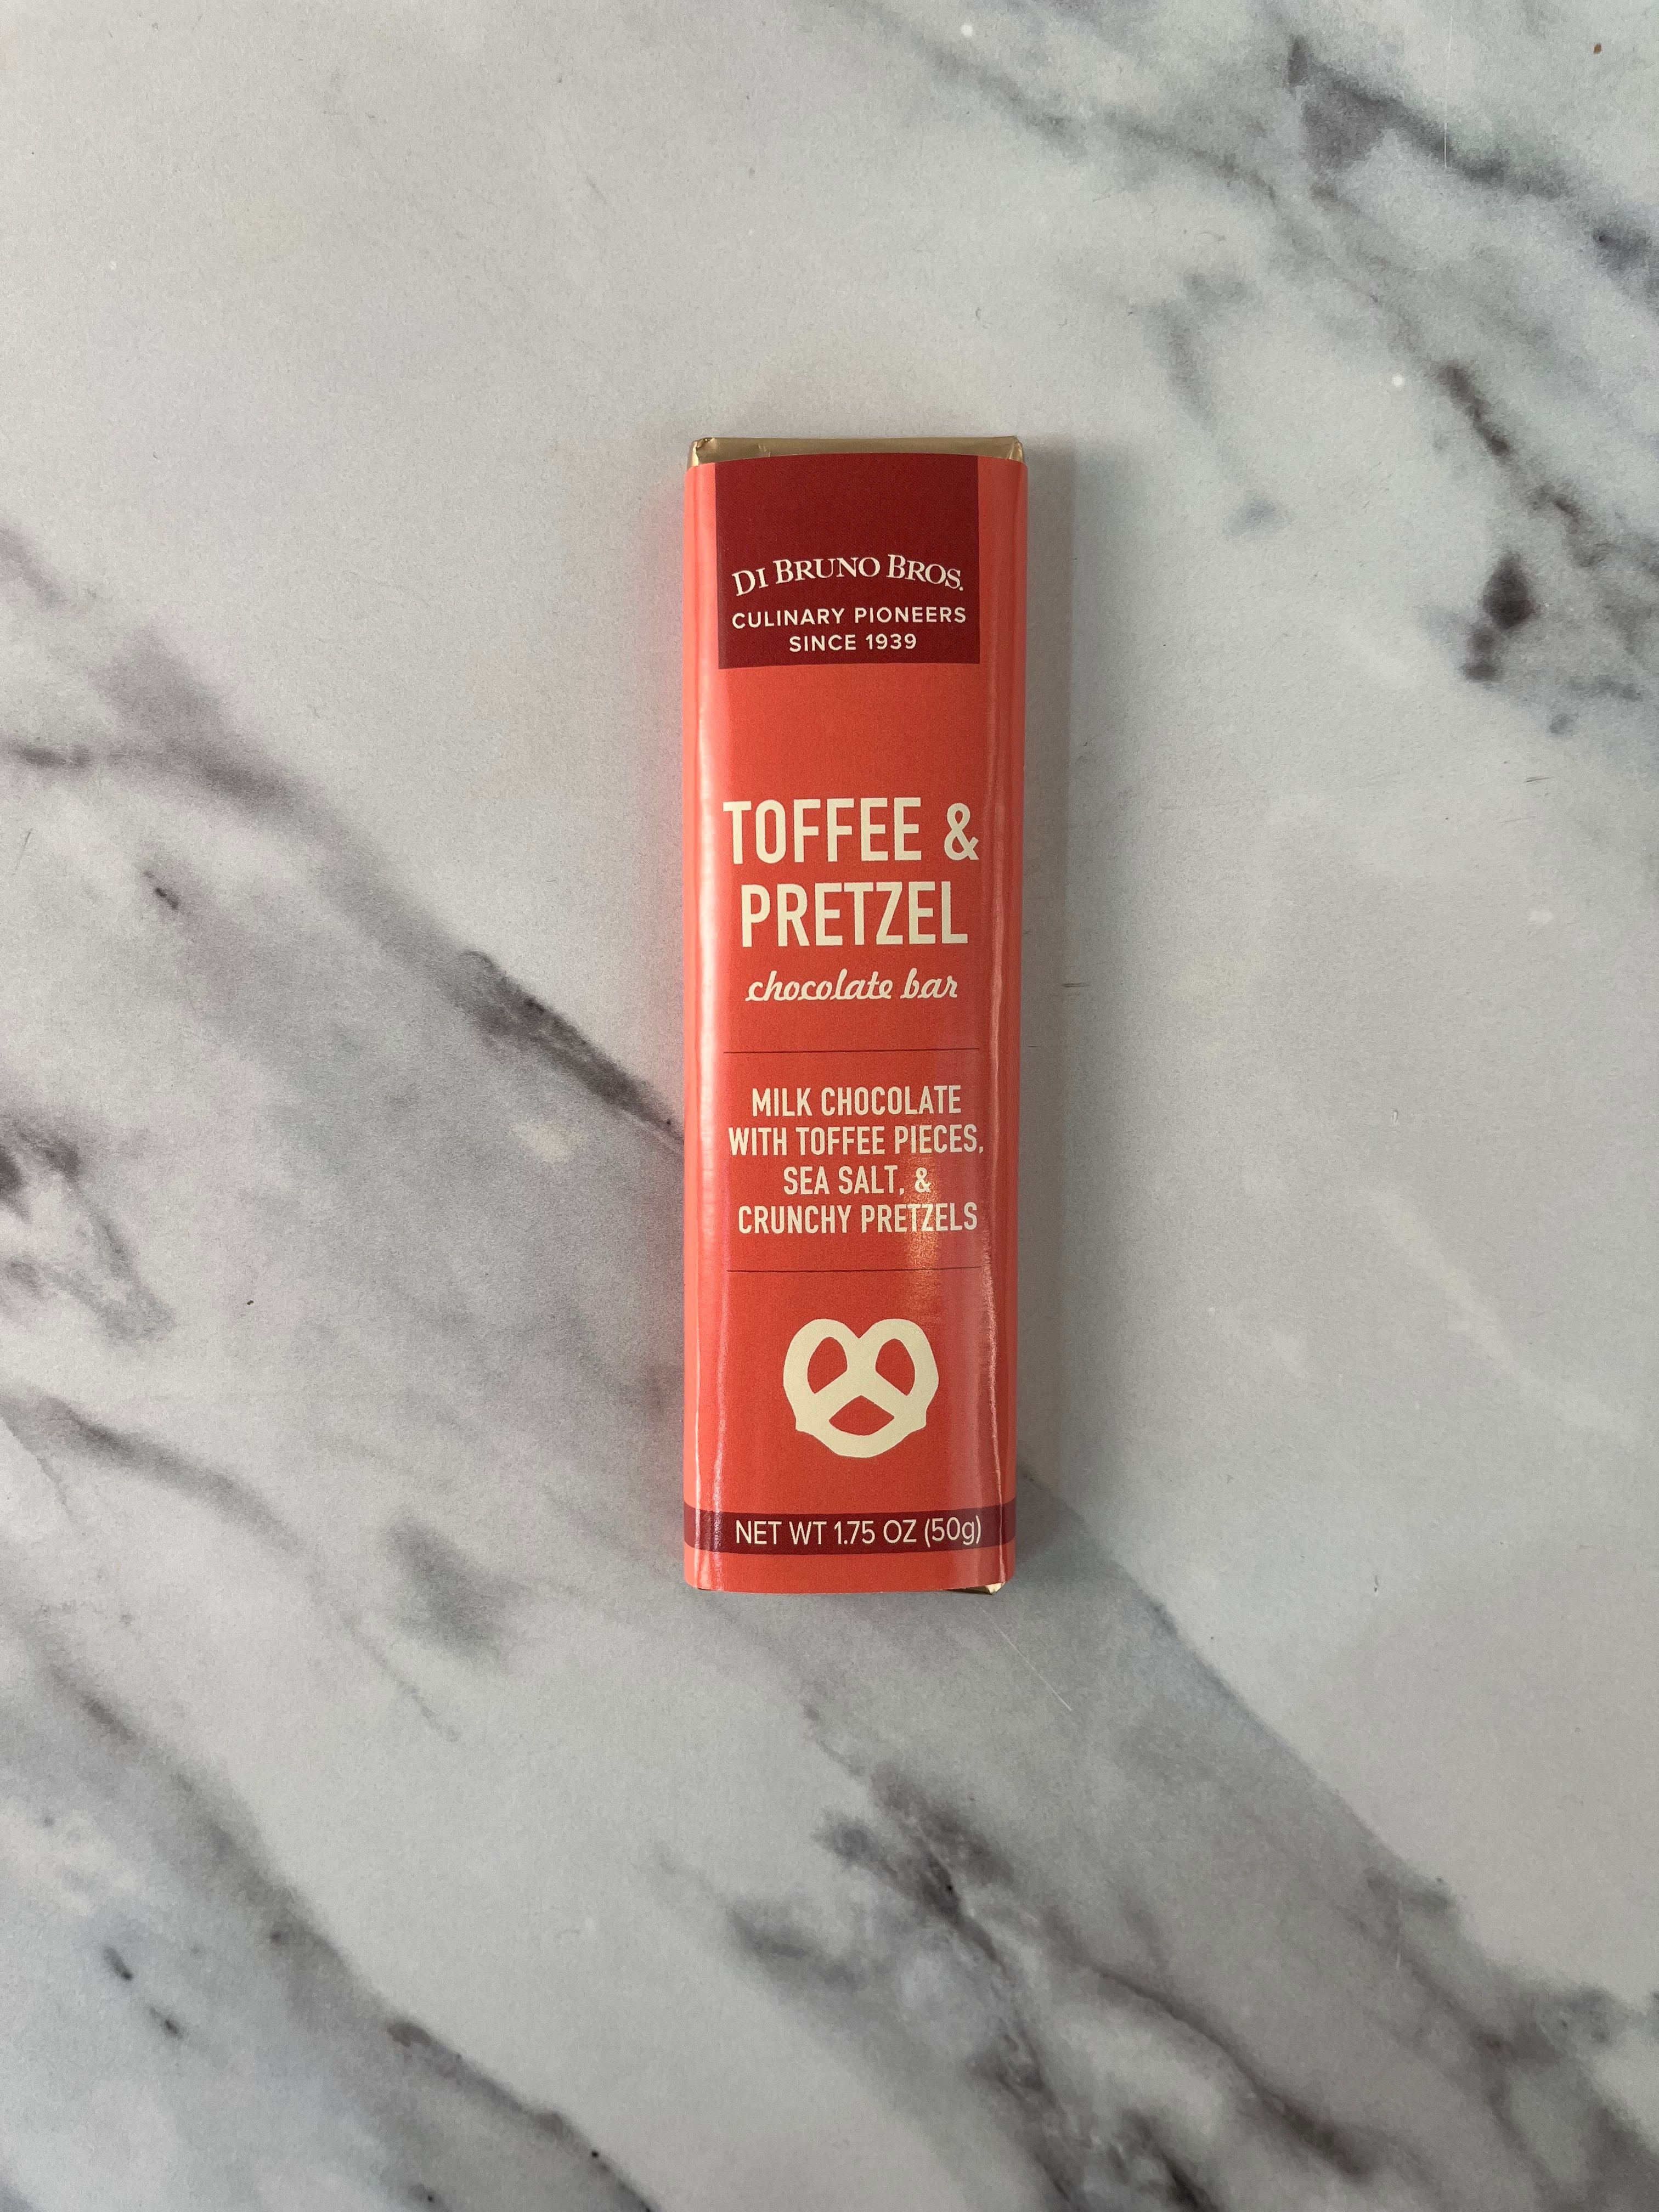 DI BRUNO BROS.
CULINARY PIONEERS
SINCE 1939
TOFFEE &
PRETZEL
chocolate bar
MILK CHOCOLATE
WITH TOFFEE PIECES,
SEA SALT, &
CRUNCHY PRETZELS
NET WT 1.75 OZ (50g)